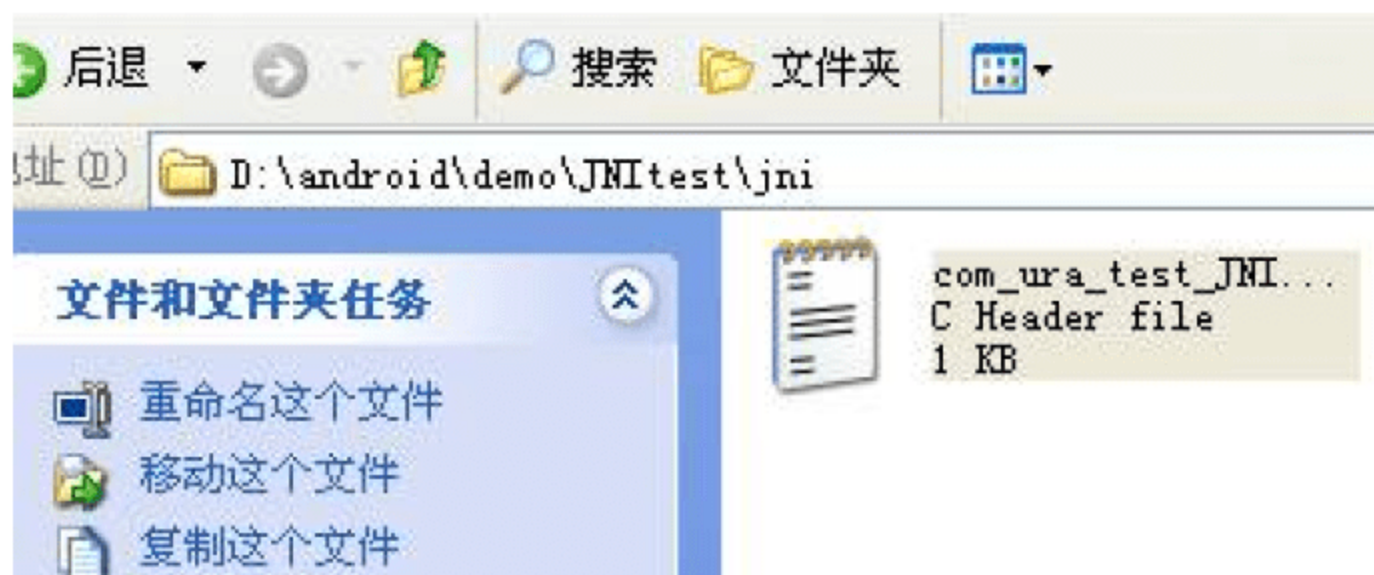 后退 搜索 文件夹
址(D) D:\android\demo\JNItest\jni
文件和文件夹任务
com_ura_test_JNI...
C Header file
1 KB
重命名这个文件
移动这个文件
复制这个文件